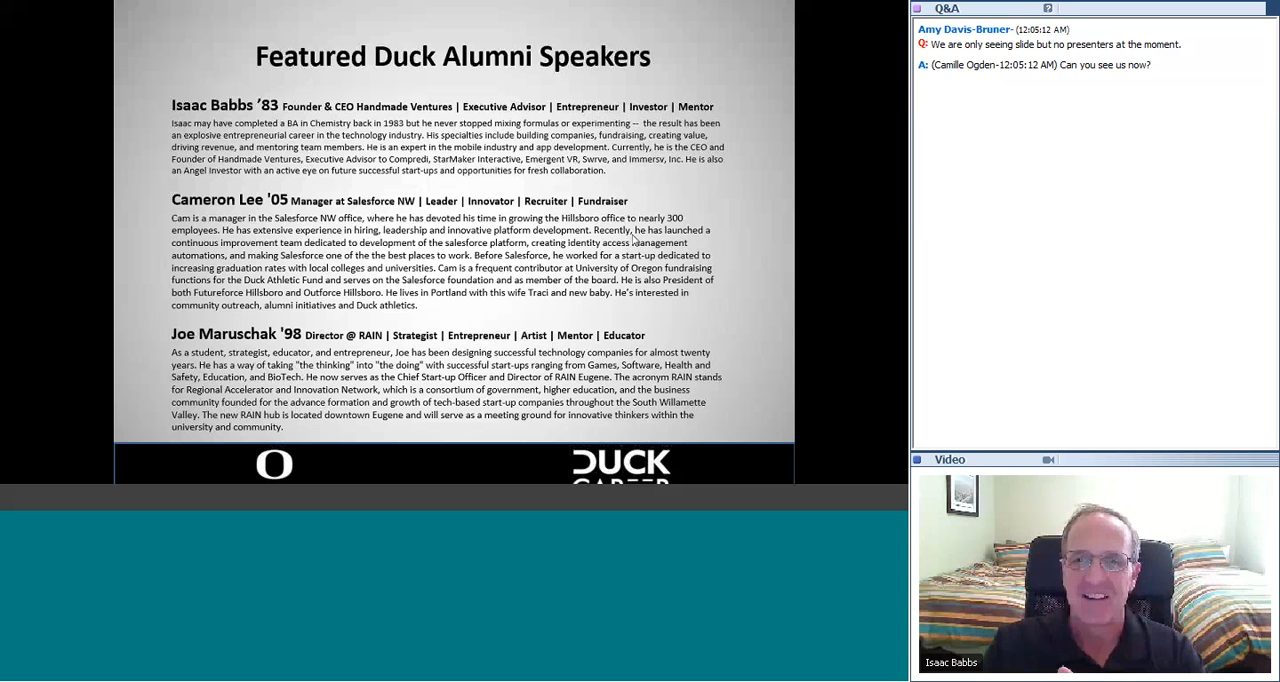 Featured Duck Alumni Speakers
Isaac Babbs ’83 Founder & CEO Handmade Ventures | Executive Advisor | Entrepreneur | Investor | Mentor
Isaac may have completed a BA in Chemistry back in 1983 but he never stopped mixing formulas or experimenting -- the result has been
an explosive entrepreneurial career in the technology industry. His specialties include building companies, fundraising, creating value,
driving revenue, and mentoring team members. He is an expert in the mobile industry and app development. Currently, he is the CEO and
Founder of Handmade Ventures, Executive Advisor to Compredi, StarMaker Interactive, Emergent VR, Swrve, and Immersv, Inc. He is also
an Angel Investor with an active eye on future successful start-ups and opportunities for fresh collaboration.
Cameron Lee '05 Manager at Salesforce NW | Leader | Innovator | Recruiter | Fundraiser
Cam is a manager in the Salesforce NW office, where he has devoted his time in growing the Hillsboro office to nearly 300
employees. He has extensive experience in hiring, leadership and innovative platform development. Recently, he has launched a
continuous improvement team dedicated to development of the salesforce platform, creating identity access management
automations, and making Salesforce one of the the best places to work. Before Salesforce, he worked for a start-up dedicated to
increasing graduation rates with local colleges and universities. Cam is a frequent contributor at University of Oregon fundraising
functions for the Duck Athletic Fund and serves on the Salesforce foundation and as member of the board. He is also President of
both Futureforce Hillsboro and Outforce Hillsboro. He lives in Portland with this wife Traci and new baby. He's interested in
community outreach, alumni initiatives and Duck athletics.
Joe Maruschak '98 Director @ RAIN | Strategist | Entrepreneur | Artist | Mentor | Educator
As a student, strategist, educator, and entrepreneur, Joe has been designing successful technology companies for almost twenty
years. He has a way of taking "the thinking" into "the doing" with successful start-ups ranging from Games, Software, Health and
Safety, Education, and BioTech. He now serves as the Chief Start-up Officer and Director of RAIN Eugene. The acronym RAIN stands
for Regional Accelerator and Innovation Network, which is a consortium of government, higher education, and the business
community founded for the advance formation and growth of tech-based start-up companies throughout the South Willamette
Valley. The new RAIN hub is located downtown Eugene and will serve as a meeting ground for innovative thinkers within the
university and community.
O
DUCK
CAREER
Q&A
Amy Davis-Bruner- (12:05:12 AM)
Q: We are only seeing slide but no presenters at the moment.
A: (Camille Ogden-12:05:12 AM) Can you see us now?
Video
Isaac Babbs